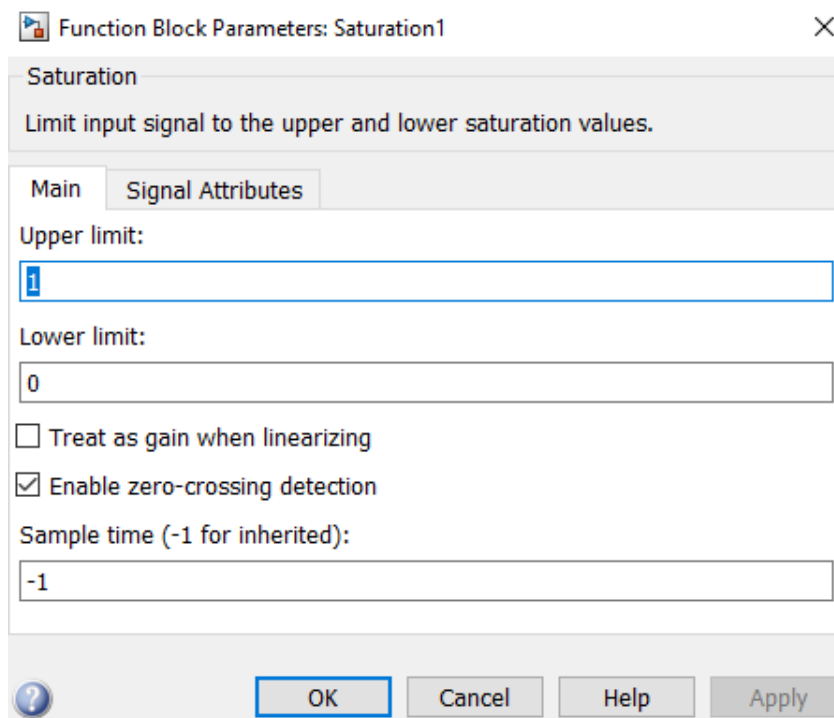 Function Block Parameters: Saturation1
Saturation
Limit input signal to the upper and lower saturation values.
Main
Signal Attributes
Upper limit:
1
Lower limit:
0
Treat as gain when linearizing
Enable zero-crossing detection
Sample time (-1 for inherited):
-1
?
OK
Cancel
Help
Apply